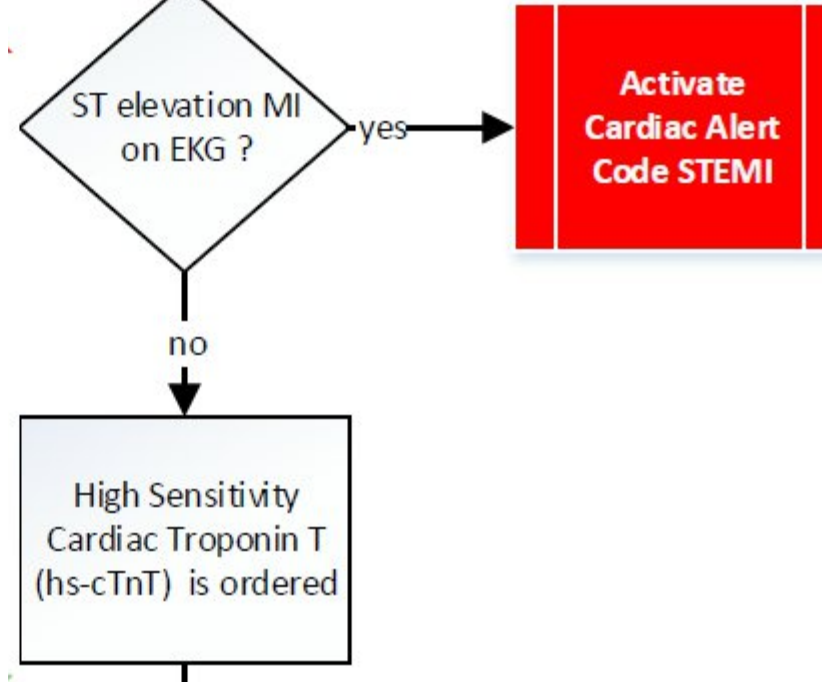 ST elevation MI
on EKG ?
yes
Activate
Cardiac Alert
Code STEMI
no
High Sensitivity
Cardiac Troponin T
(hs-cTnT) is ordered